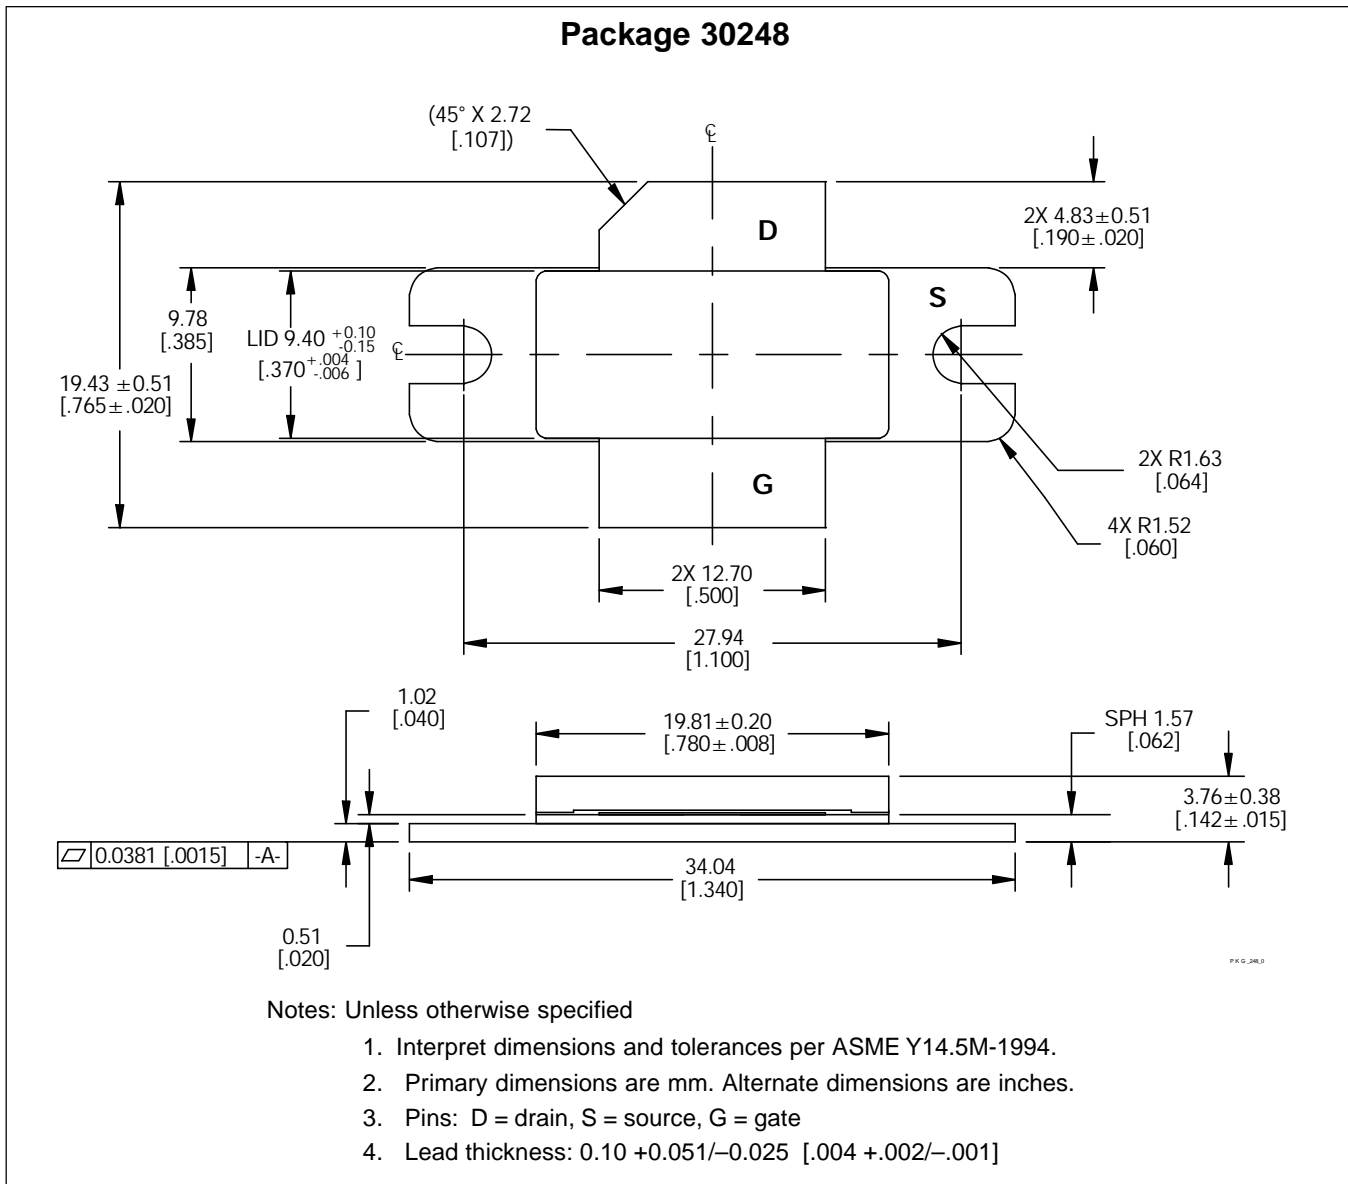 Package 30248
(45° X 2.72
[.107])
℄
2X 4.83±0.51
[.190±.020]
D
S
9.78
[.385]
LID 9.40 +0.10
-0.15
[.370 +.004
-.006 ]
℄
19.43 ±0.51
[.765±.020]
2X R1.63
[.064]
G
4X R1.52
[.060]
2X 12.70
[.500]
27.94
[1.100]
1.02
[.040]
19.81±0.20
[.780±.008]
SPH 1.57
[.062]
3.76±0.38
[.142±.015]
0.0381 [.0015] -A-
34.04
[1.340]
0.51
[.020]
PKG_248_0
Notes: Unless otherwise specified
1. Interpret dimensions and tolerances per ASME Y14.5M-1994.
2. Primary dimensions are mm. Alternate dimensions are inches.
3. Pins: D = drain, S = source, G = gate
4. Lead thickness: 0.10 +0.051/–0.025 [.004 +.002/–.001]